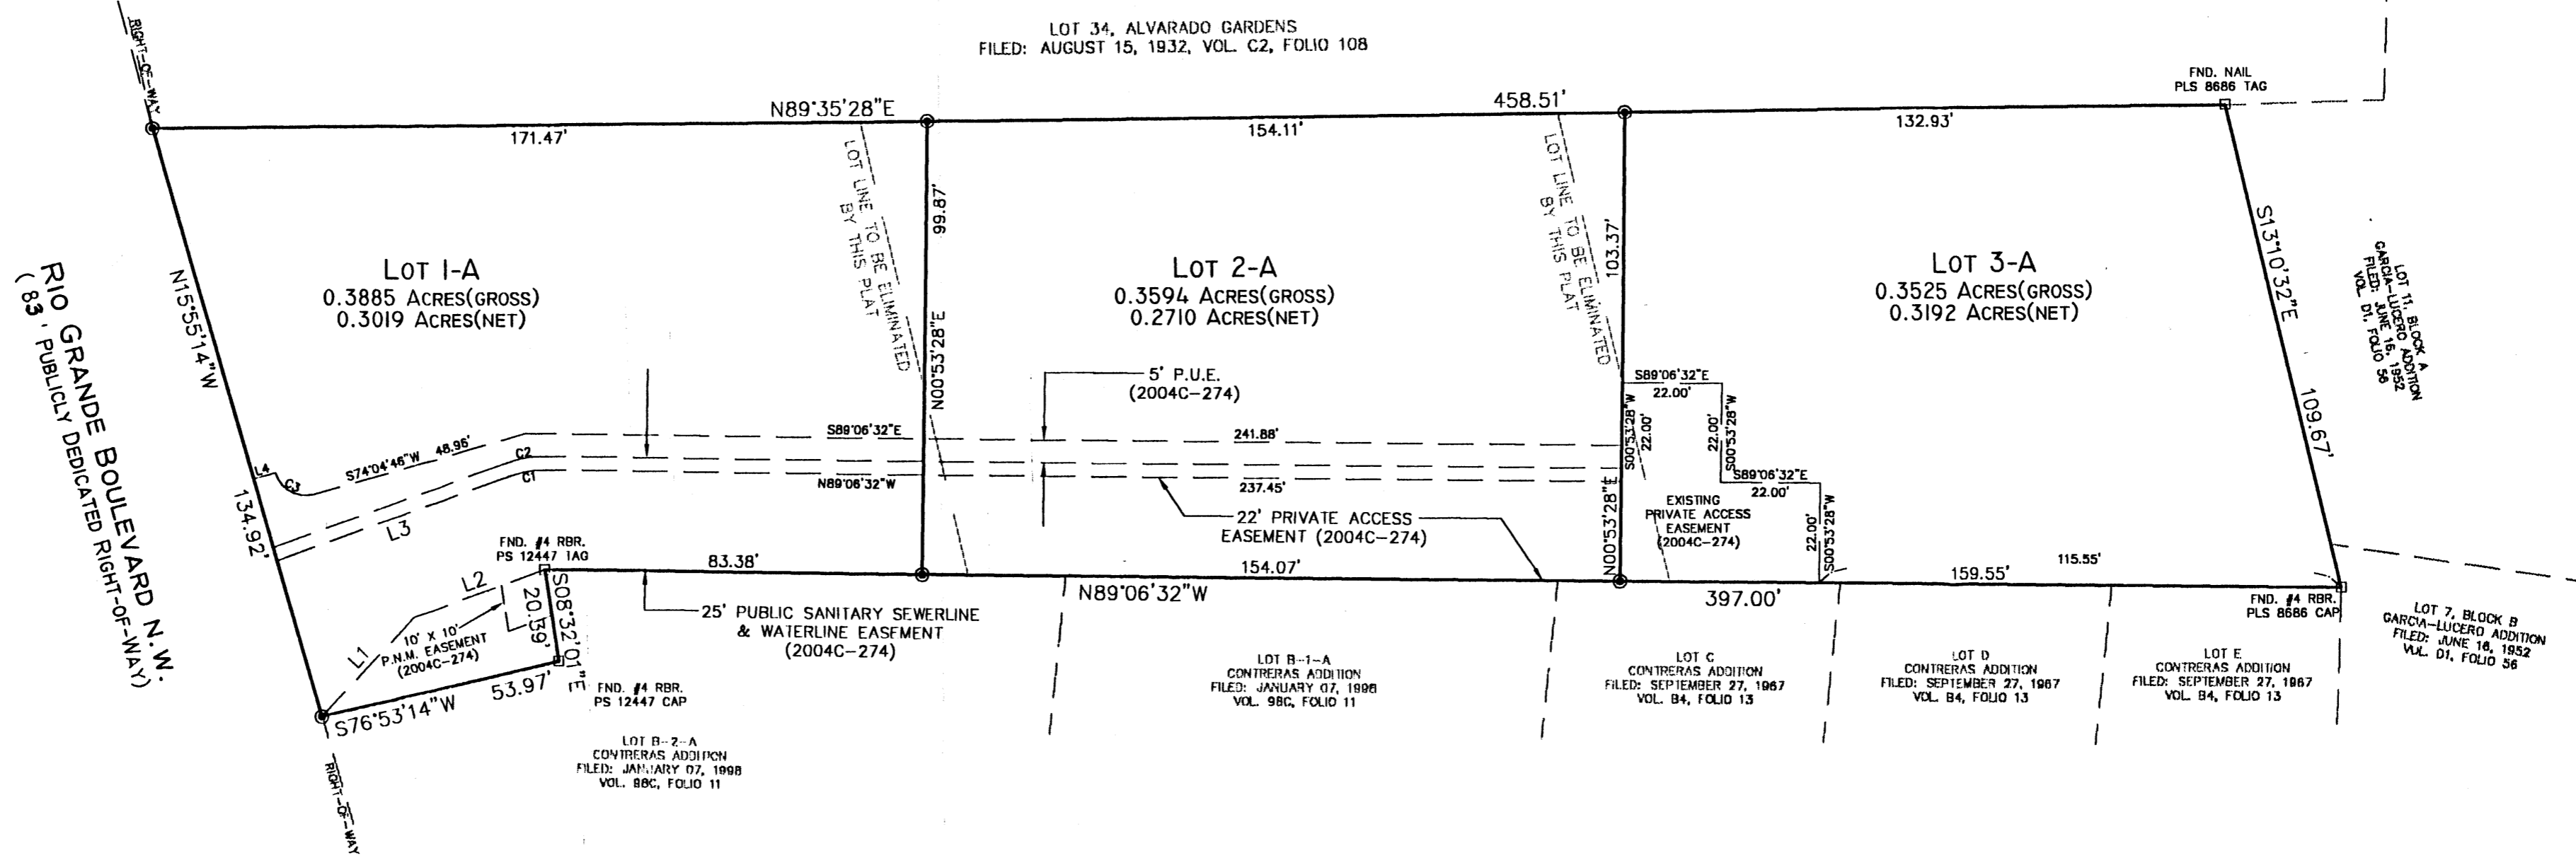 LOT 34, ALVARADO GARDENS
FILED: AUGUST 15, 1932, VOL. C2, FOLIO 108
RIGHT-OF-WAY
FND. NAIL
PLS 8686 TAG
N89°35'28"E
458.51'
171.47'
154.11'
132.93'
LOT LINE TO BE ELIMINATED
BY THIS PLAT
LOT LINE TO BE ELIMINATED
BY THIS PLAT
99.87'
N00°53'28"E
103.37'
N00°53'28"E
LOT 1-A
0.3885 ACRES(GROSS)
0.3019 ACRES(NET)
LOT 2-A
0.3594 ACRES(GROSS)
0.2710 ACRES(NET)
LOT 3-A
0.3525 ACRES(GROSS)
0.3192 ACRES(NET)
S13°10'32"E
109.67'
LOT 11, BLOCK A
GARCIA-LUCERO ADDITION
FILED: JUNE 16, 1952
VOL. D1, FOLIO 56
RIO GRANDE BOULEVARD N.W.
(83' PUBLICLY DEDICATED RIGHT-OF-WAY)
N15°55'14"W
134.92'
5' P.U.E.
(2004C-274)
S89°06'32"E
22.00'
S00°53'28"W
22.00'
22.00'
S00°53'28"W
S89°06'32"E
22.00'
22.00'
S00°53'28"W
L4
C3
S74°04'46"W 48.96'
C2
C1
L3
S89°06'32"E
241.88'
N89°06'32"W
237.45'
22' PRIVATE ACCESS
EASEMENT (2004C-274)
EXISTING
PRIVATE ACCESS
EASEMENT
(2004C-274)
FND. #4 RBR.
PS 12447 TAG
83.38'
154.07'
159.55'
115.55'
N89°06'32"W
397.00'
L2
L1
10' X 10'
P.N.M. EASEMENT
(2004C-274)
S08°32'01"E
20.39'
S76°53'14"W
53.97'
FND. #4 RBR.
PS 12447 CAP
25' PUBLIC SANITARY SEWERLINE
& WATERLINE EASEMENT
(2004C-274)
FND. #4 RBR.
PLS 8686 CAP
LOT 7, BLOCK B
GARCIA-LUCERO ADDITION
FILED: JUNE 16, 1952
VOL. D1, FOLIO 56
LOT B-2-A
CONTRERAS ADDITION
FILED: JANUARY 07, 1998
VOL. 98C, FOLIO 11
LOT B-1-A
CONTRERAS ADDITION
FILED: JANUARY 07, 1998
VOL. 98C, FOLIO 11
LOT C
CONTRERAS ADDITION
FILED: SEPTEMBER 27, 1967
VOL. B4, FOLIO 13
LOT D
CONTRERAS ADDITION
FILED: SEPTEMBER 27, 1967
VOL. B4, FOLIO 13
LOT E
CONTRERAS ADDITION
FILED: SEPTEMBER 27, 1967
VOL. B4, FOLIO 13
RIGHT-OF-WAY